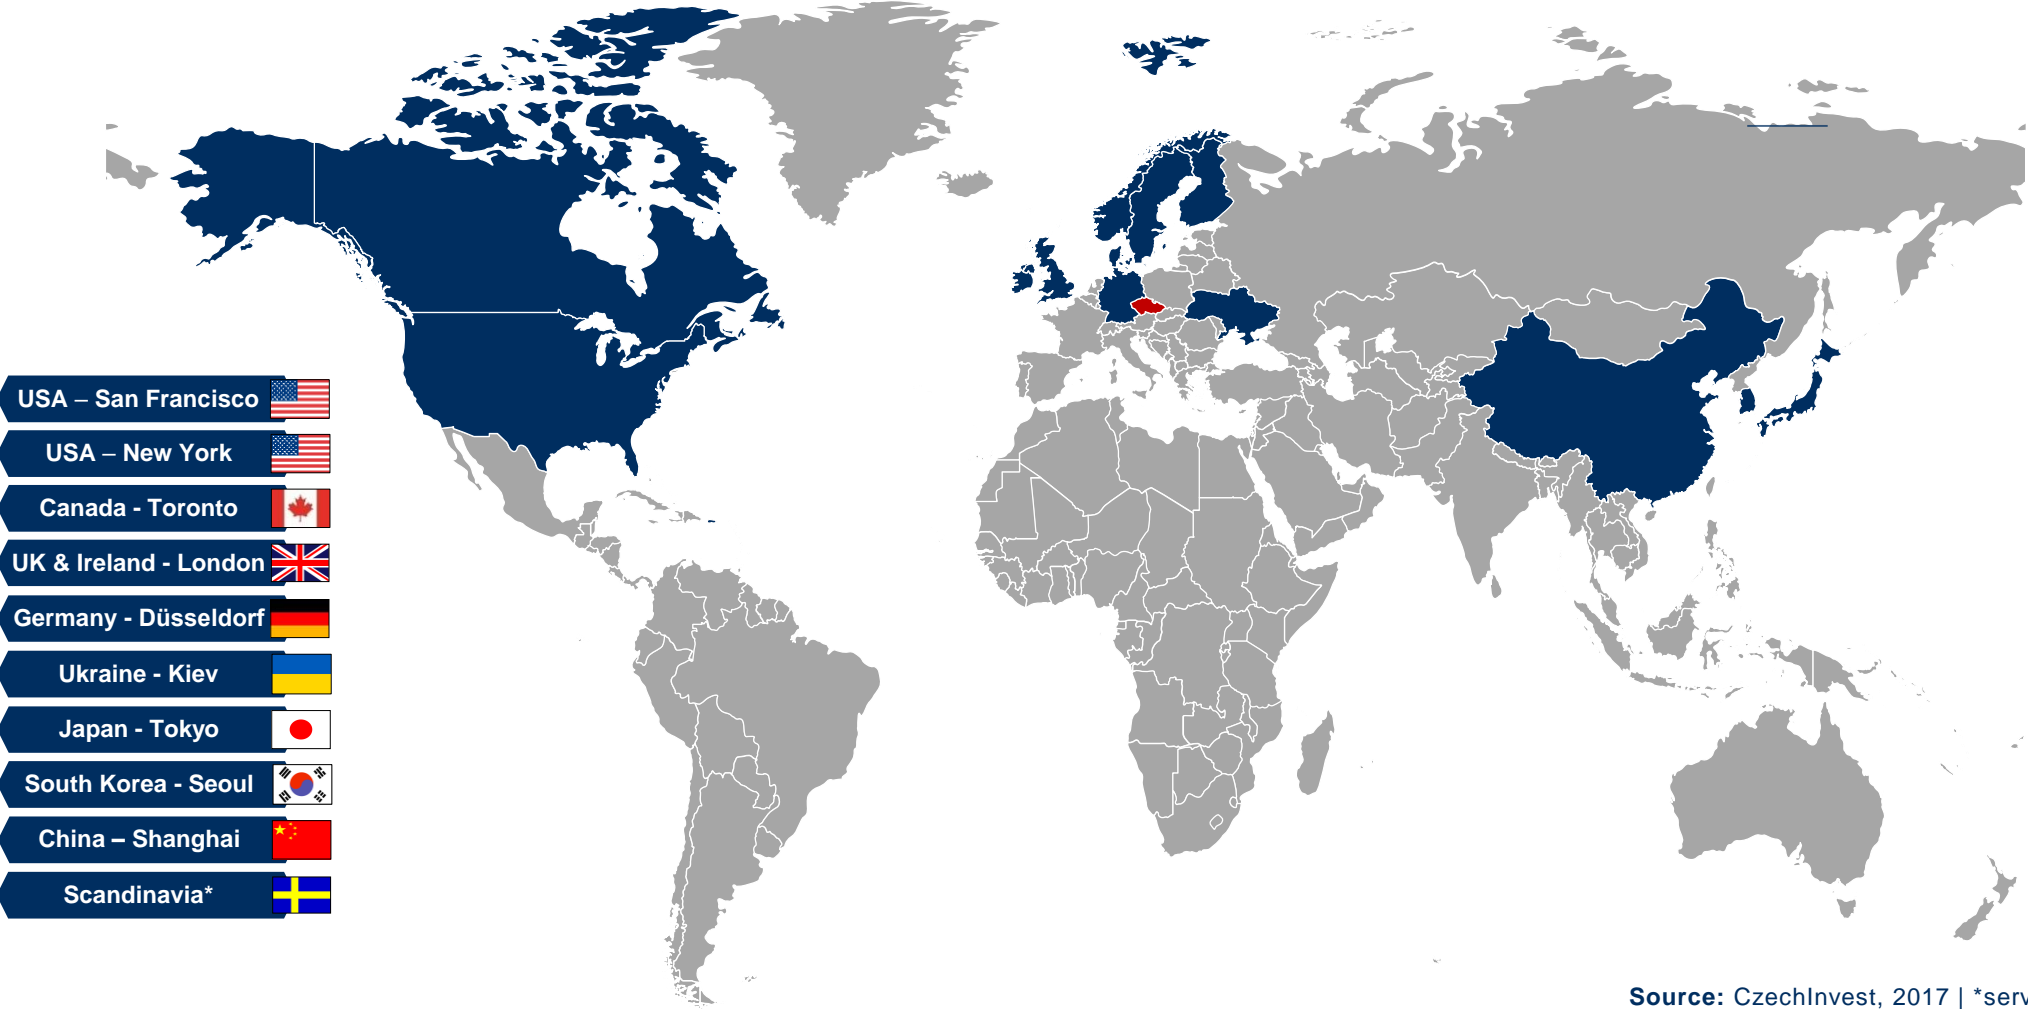 USA – San Francisco
USA – New York
Canada - Toronto
UK & Ireland - London
Germany - Düsseldorf
Ukraine - Kiev
Japan - Tokyo
South Korea - Seoul
China – Shanghai
Scandinavia*
Source: CzechInvest, 2017 | *serv